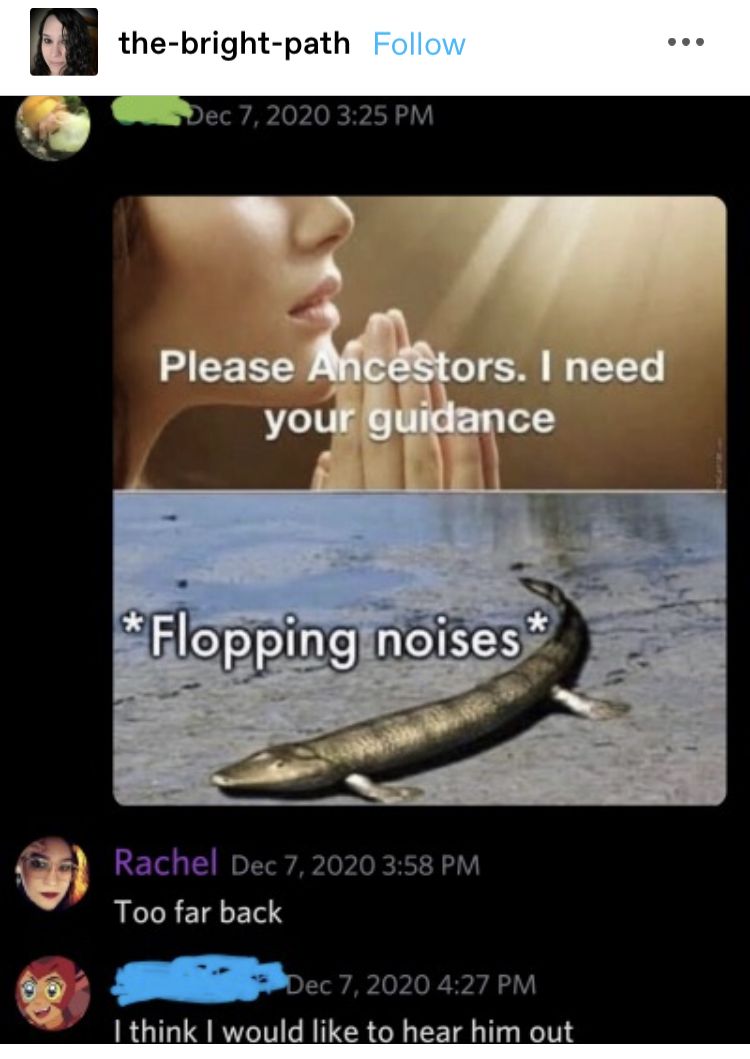 the-bright-path Follow
Dec 7, 2020 3:25 PM
Please Ancestors. I need
your guidance
*Flopping noises*
Rachel Dec 7, 2020 3:58 PM
Too far back
Dec 7, 2020 4:27 PM
I think I would like to hear him out